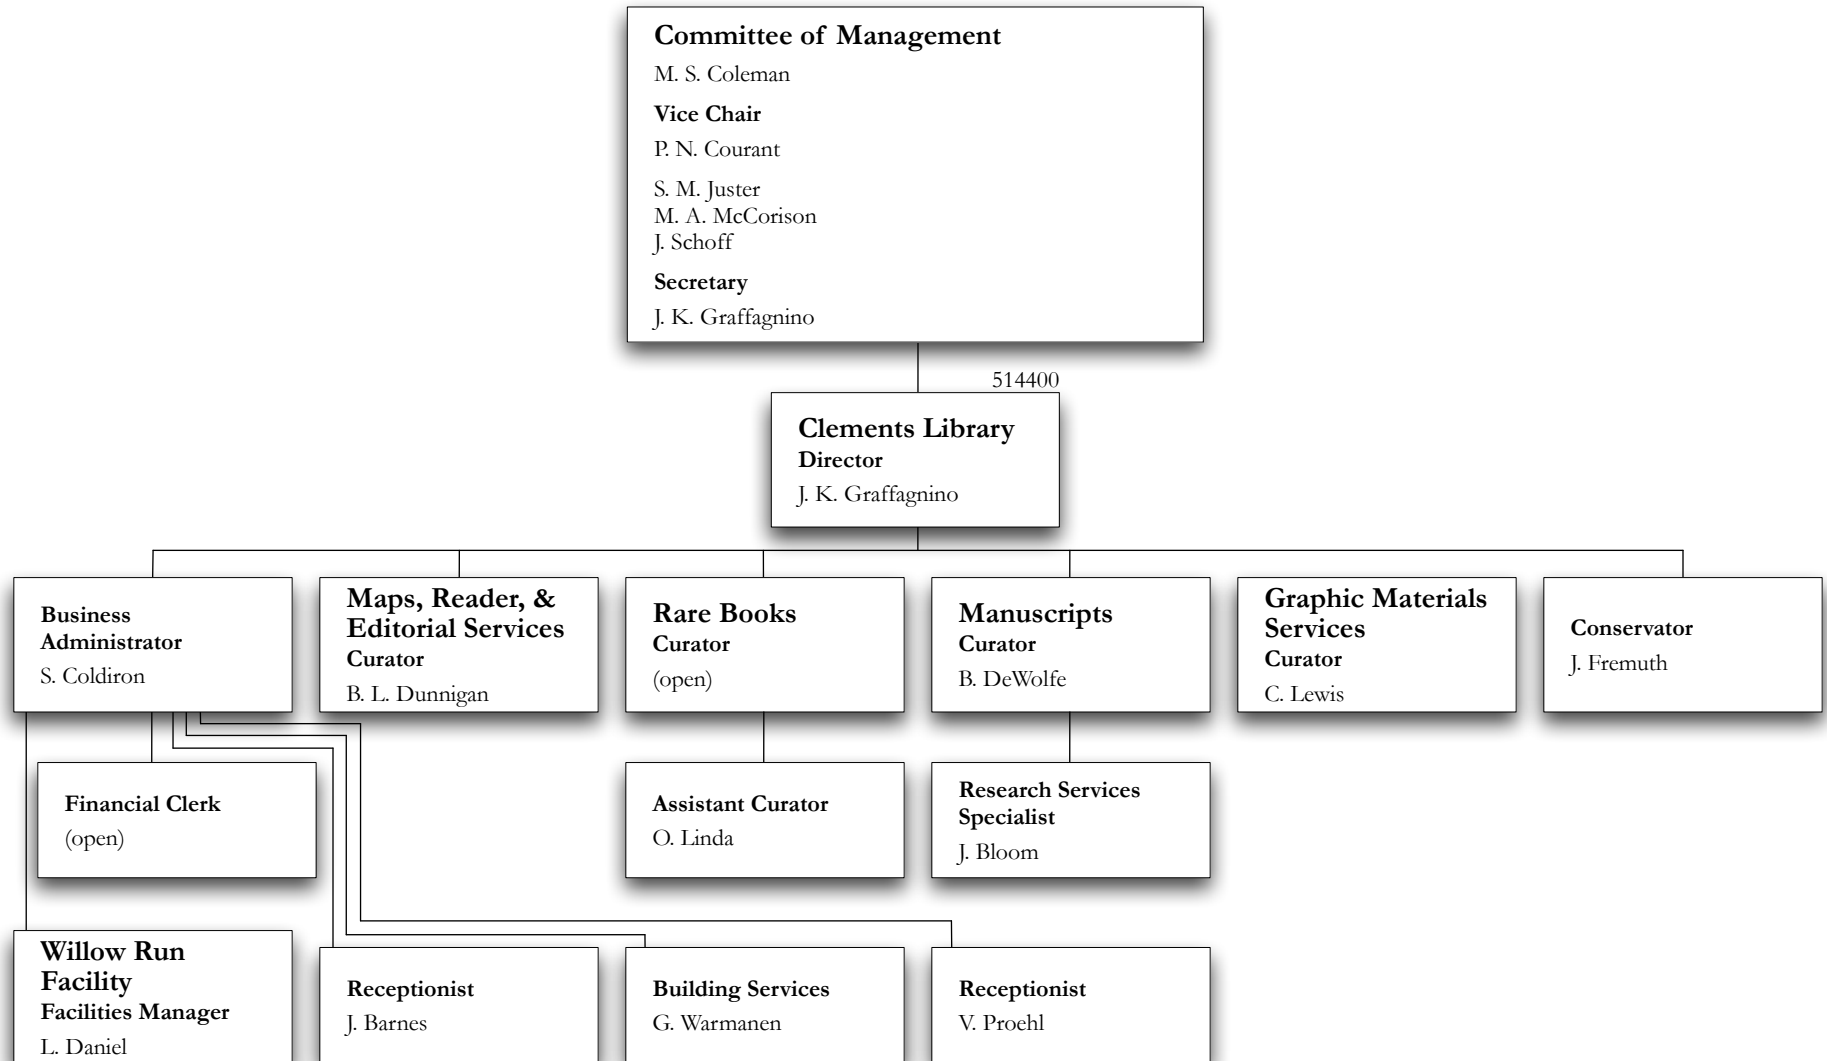 Committee of Management
M. S. Coleman
Vice Chair
P. N. Courant
S. M. Juster
M. A. McCorison
J. Schoff
Secretary
J. K. Graffagnino
514400
Clements Library
Director
J. K. Graffagnino
Business
Administrator
S. Coldiron
Maps, Reader, &
Editorial Services
Curator
B. L. Dunnigan
Rare Books
Curator
(open)
Manuscripts
Curator
B. DeWolfe
Graphic Materials
Services
Curator
C. Lewis
Conservator
J. Fremuth
Financial Clerk
(open)
Assistant Curator
O. Linda
Research Services
Specialist
J. Bloom
Willow Run
Facility
Facilities Manager
L. Daniel
Receptionist
J. Barnes
Building Services
G. Warmanen
Receptionist
V. Proehl